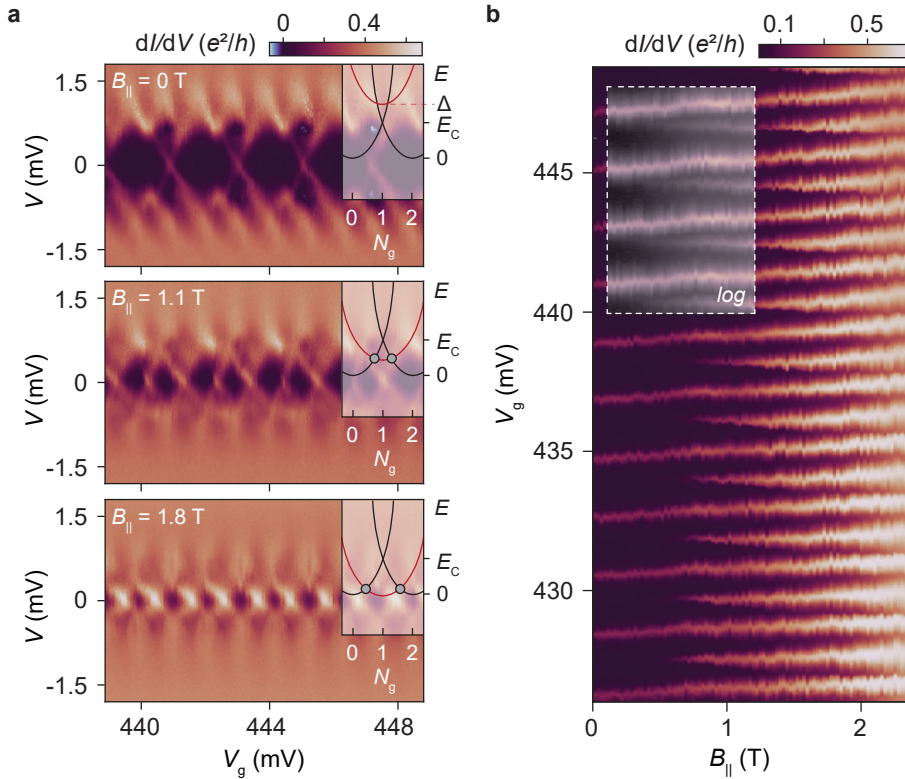 a
dI/dV (e²/h)
0 0.4
B∥ = 0 T
E
Δ
E_C
0
0 1 2
N_g
1.5
0
-1.5
V (mV)
B∥ = 1.1 T
E
E_C
0
0 1 2
N_g
1.5
0
-1.5
V (mV)
B∥ = 1.8 T
E
E_C
0
0 1 2
N_g
1.5
0
-1.5
V (mV)
440 444 448
V_g (mV)
b
dI/dV (e²/h)
0.1 0.5
log
445
440
435
430
V_g (mV)
0 1 2
B∥ (T)